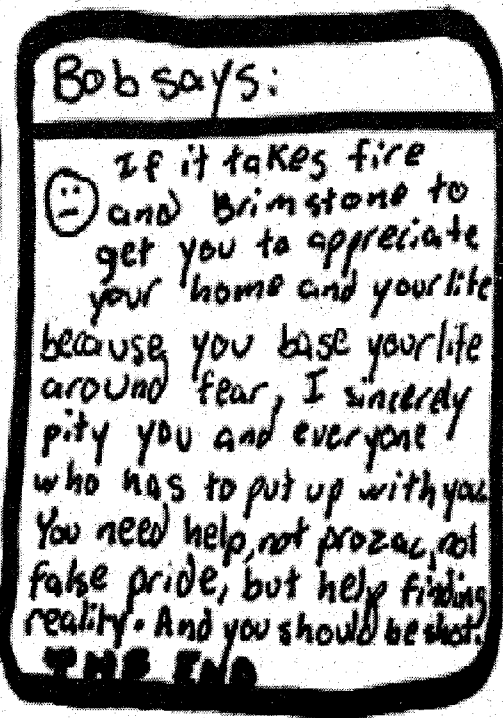 Bob says:
If it takes fire
and Brimstone to
get you to appreciate
your home and your life
because you base your life
around fear, I sincerely
pity you and everyone
who has to put up with you.
You need help, not prozac, not
false pride, but help finding
reality. And you should be shot.
THE END